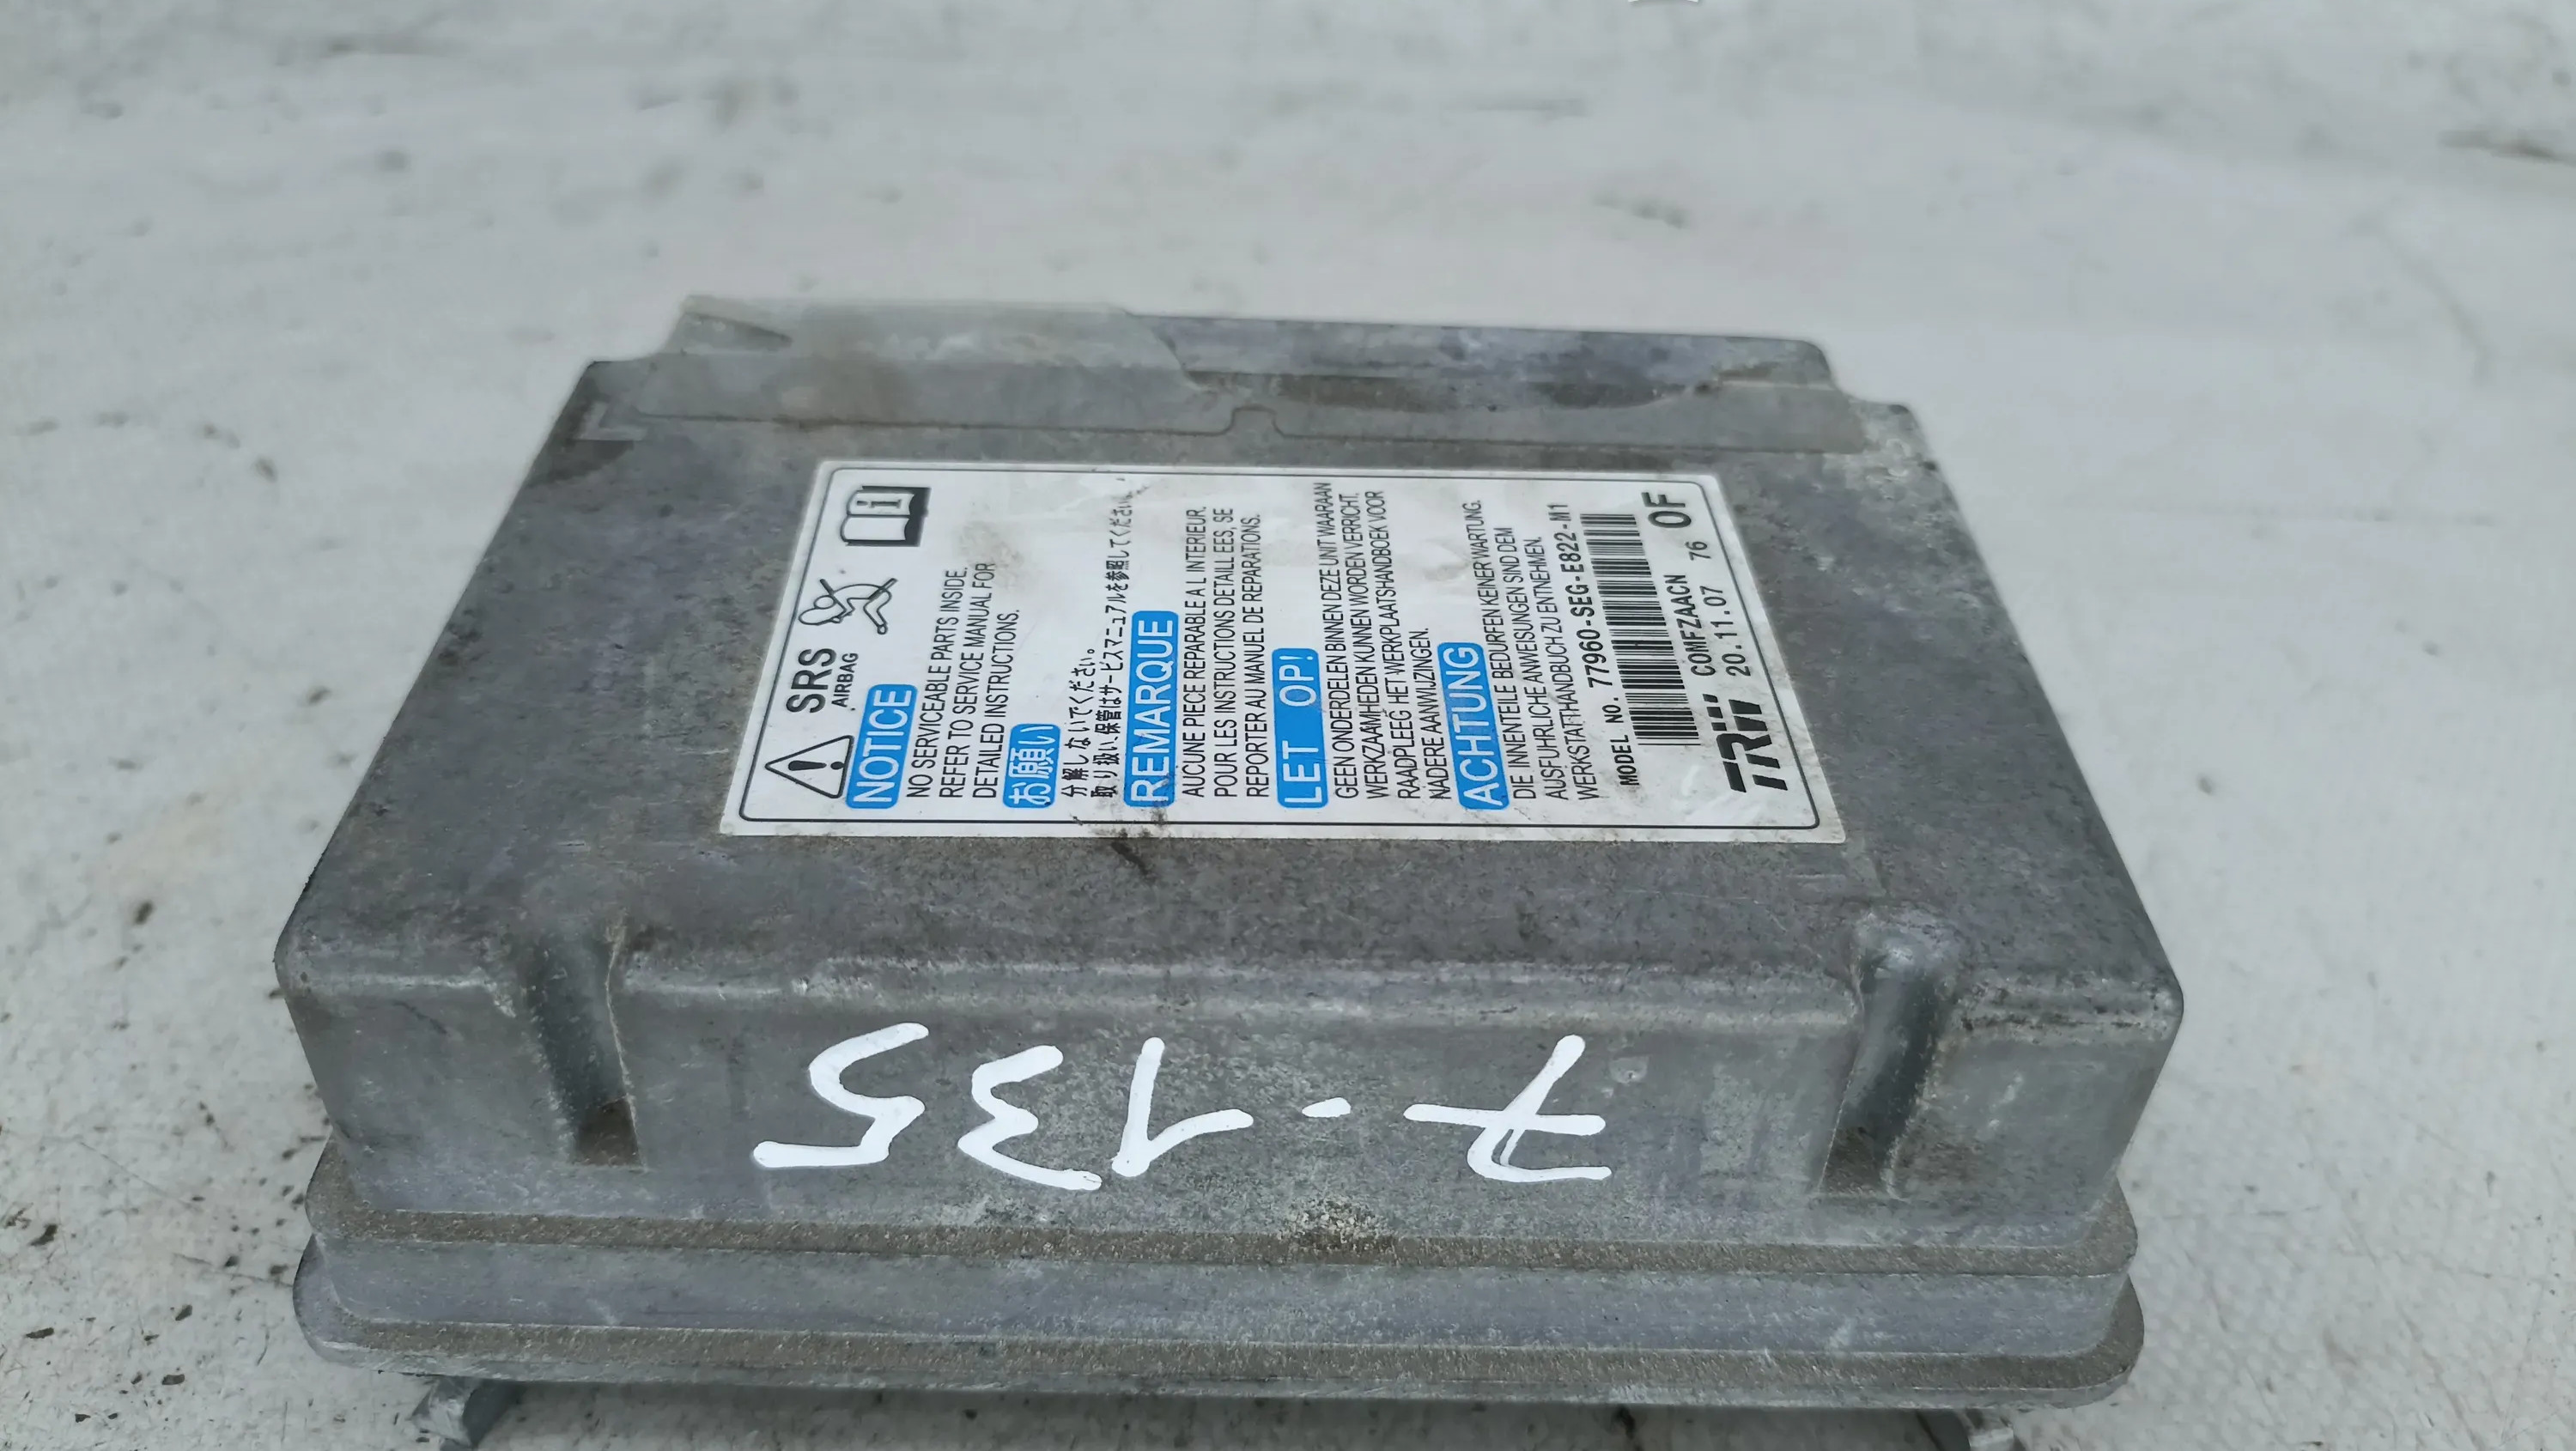 SRS
AIRBAG
NOTICE
NO SERVICEABLE PARTS INSIDE.
REFER TO SERVICE MANUAL FOR
DETAILED INSTRUCTIONS.
お願い
分解しないでください。
取り扱い保管はサービスマニュアルを参照してください。
REMARQUE
AUCUNE PIECE REPARABLE A L INTERIEUR.
POUR LES INSTRUCTIONS DETAILLEES, SE
REPORTER AU MANUEL DE REPARATIONS.
LET OP!
GEEN ONDERDELEN BINNEN DEZE UNIT WAARAAN
WERKZAAMHEDEN KUNNEN WORDEN VERRICHT.
RAADPLEEG HET WERKPLAATSHANDBOEK VOOR
NADERE AANWIJZINGEN.
ACHTUNG
DIE INNENTEILE BEDURFEN KEINER WARTUNG.
AUSFUHRLICHE ANWEISUNGEN SIND DEM
WERKSTATTHANDBUCH ZU ENTNEHMEN.
MODEL NO. 77960-SEG-E822-M1
TRW COMFZAACN
20.11.07 76 OF
7-135